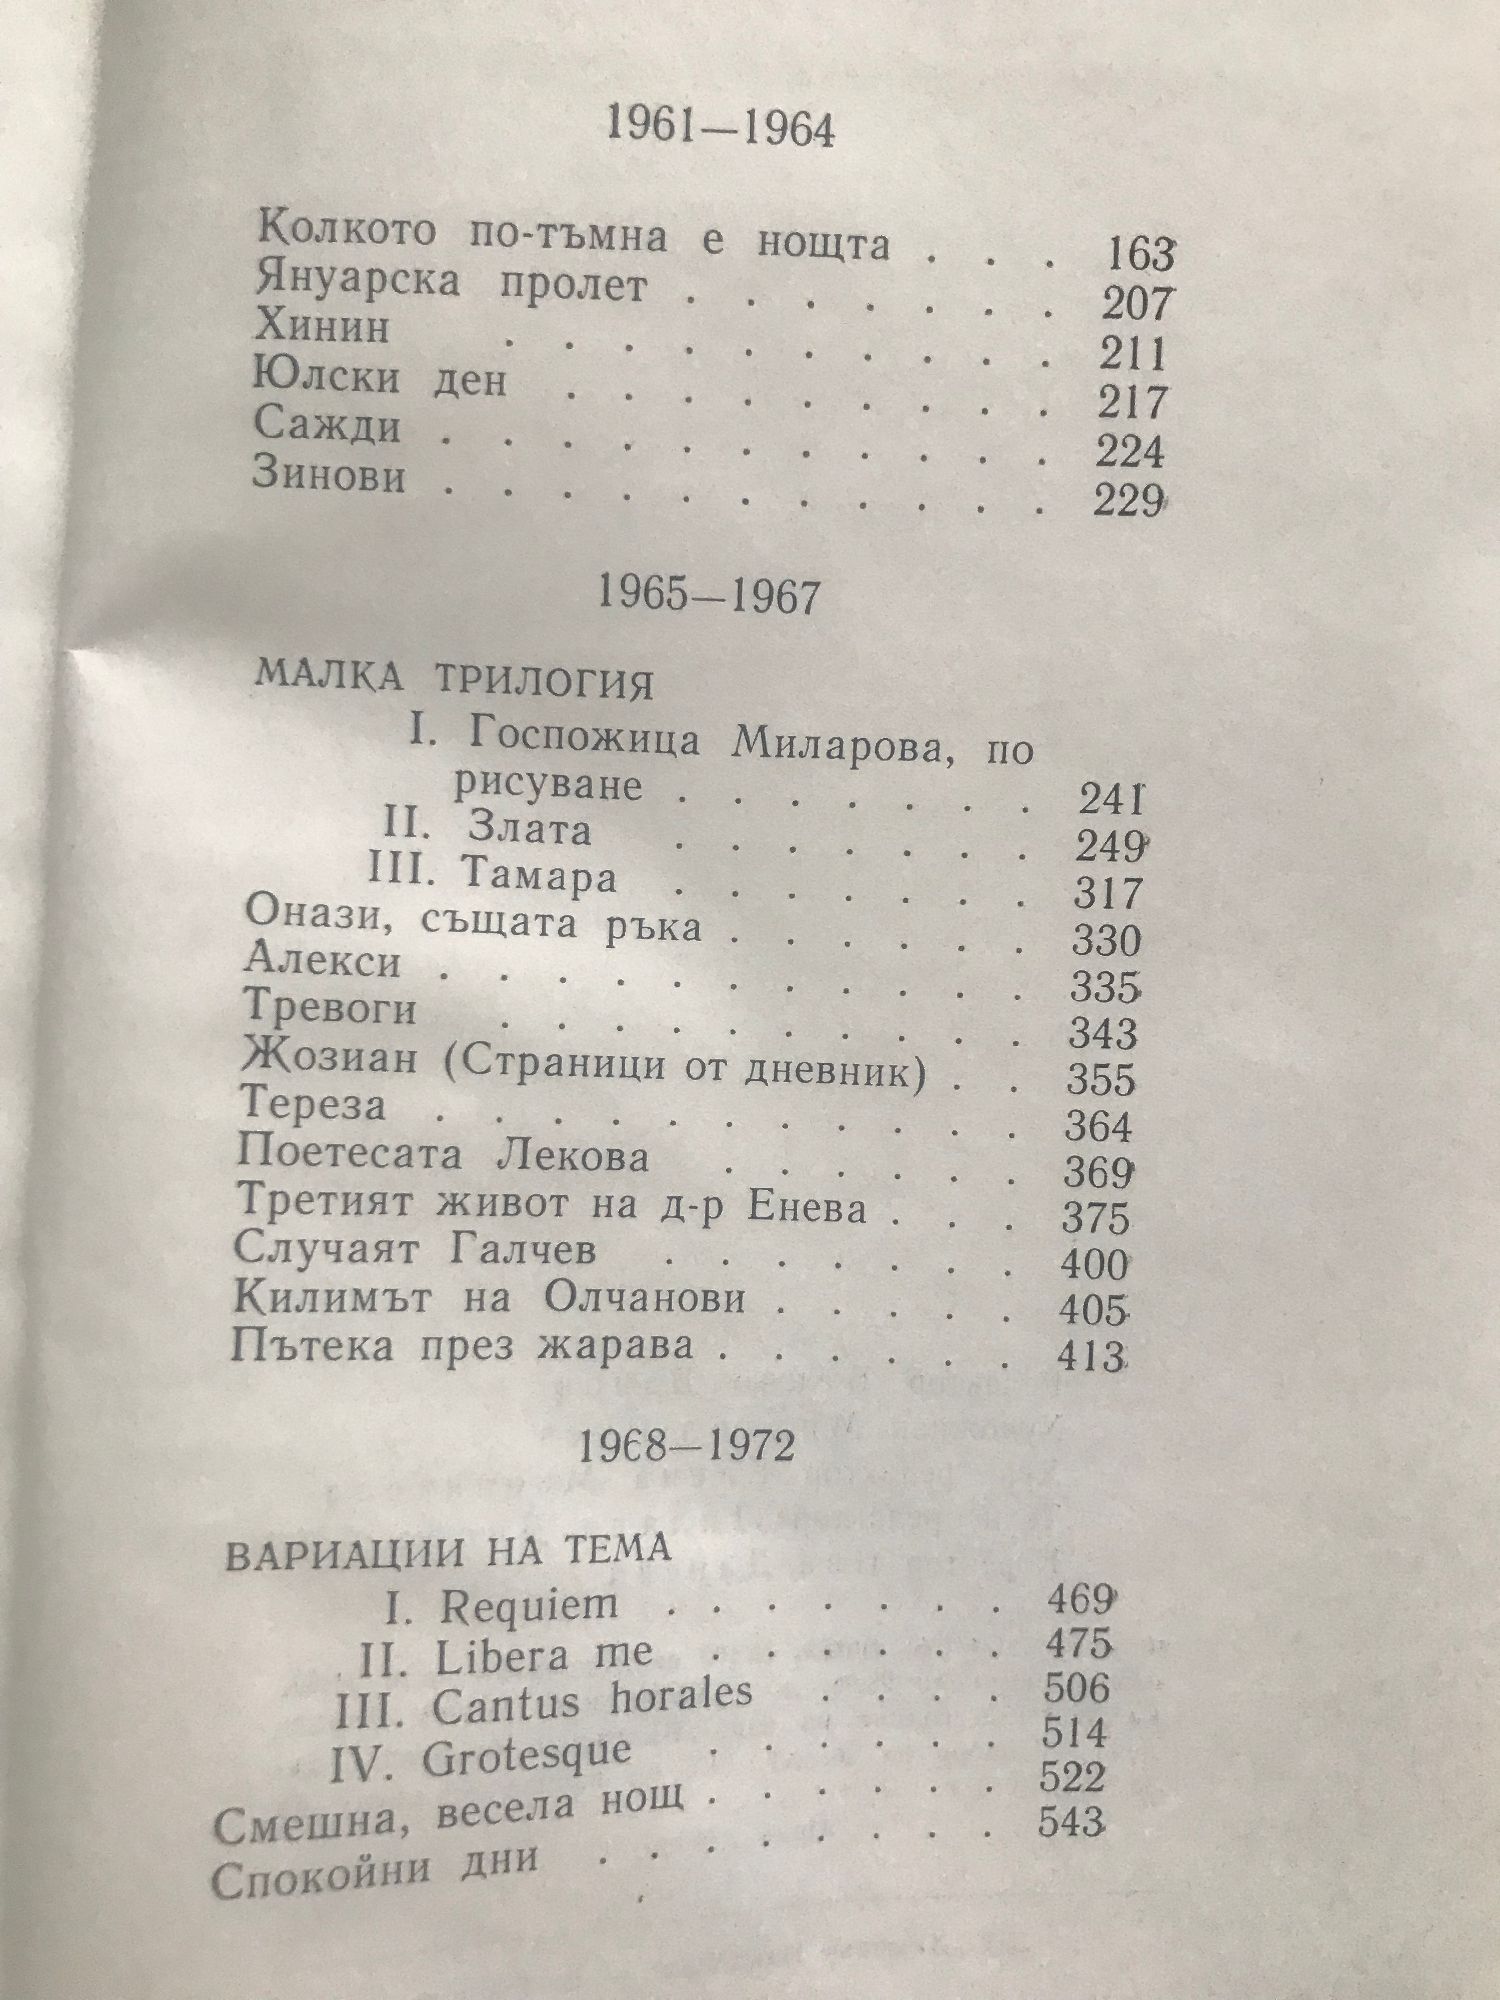 1961—1964
Колкото по-тъмна е нощта . . . 163
Януарска пролет . . . . . . . 207
Хинин . . . . . . . . . . 211
Юлски ден . . . . . . . . . 217
Сажди . . . . . . . . . . . 224
Зинови . . . . . . . . . . . 229
1965—1967
МАЛКА ТРИЛОГИЯ
I. Госпожица Миларова, по
рисуване . . . . . . . 241
II. Злата . . . . . . . 249
III. Тамара . . . . . . . 317
Онази, същата ръка . . . . . . 330
Алекси . . . . . . . . . . . 335
Тревоги . . . . . . . . . . 343
Жозиан (Страници от дневник) . . 355
Тереза . . . . . . . . . . . 364
Поетесата Лекова . . . . . . 369
Третият живот на д-р Енева . . . 375
Случаят Галчев . . . . . . . 400
Килимът на Олчанови . . . . . 405
Пътека през жарава . . . . . . 413
1968—1972
ВАРИАЦИИ НА ТЕМА
I. Requiem . . . . . . . 469
II. Libera me . . . . . . 475
III. Cantus horales . . . . 506
IV. Grotesque . . . . . . 514
Смешна, весела нощ . . . . . . 522
Спокойни дни . . . . . . . . 543